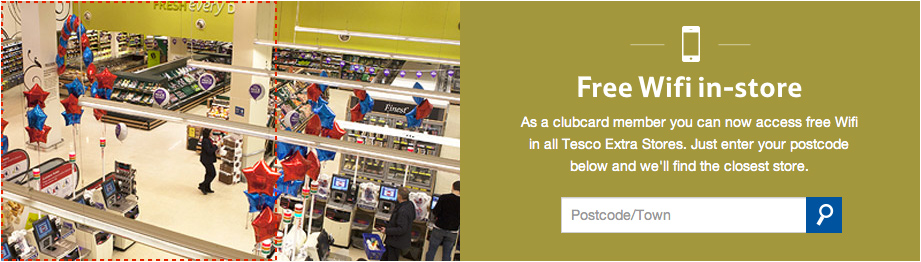 FRESH every D
Finest
Free Wifi in-store
As a clubcard member you can now access free Wifi
in all Tesco Extra Stores. Just enter your postcode
below and we'll find the closest store.
Postcode/Town